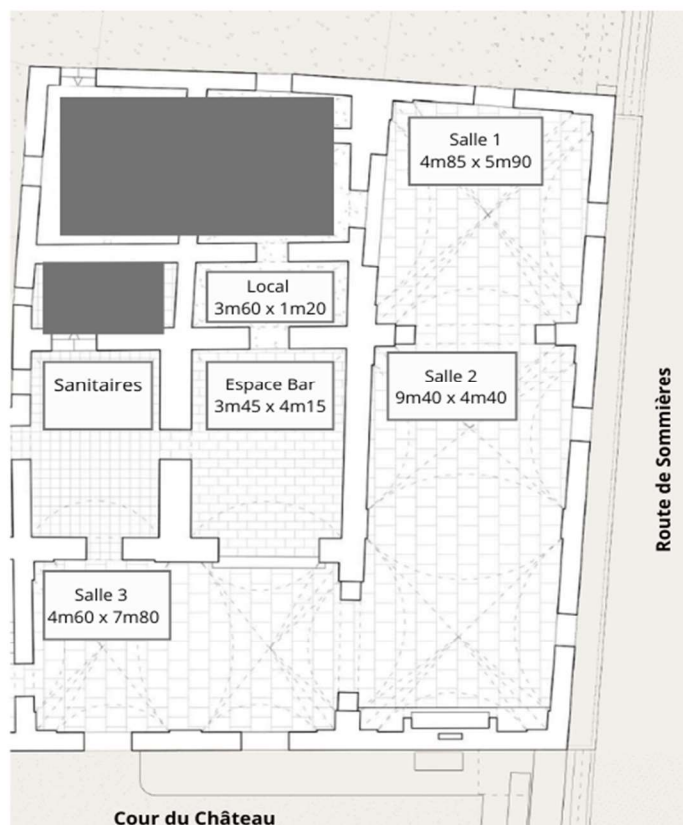 Salle 1
4m85 x 5m90
Local
3m60 x 1m20
Sanitaires
Espace Bar
3m45 x 4m15
Salle 2
9m40 x 4m40
Route de Sommières
Salle 3
4m60 x 7m80
Cour du Château